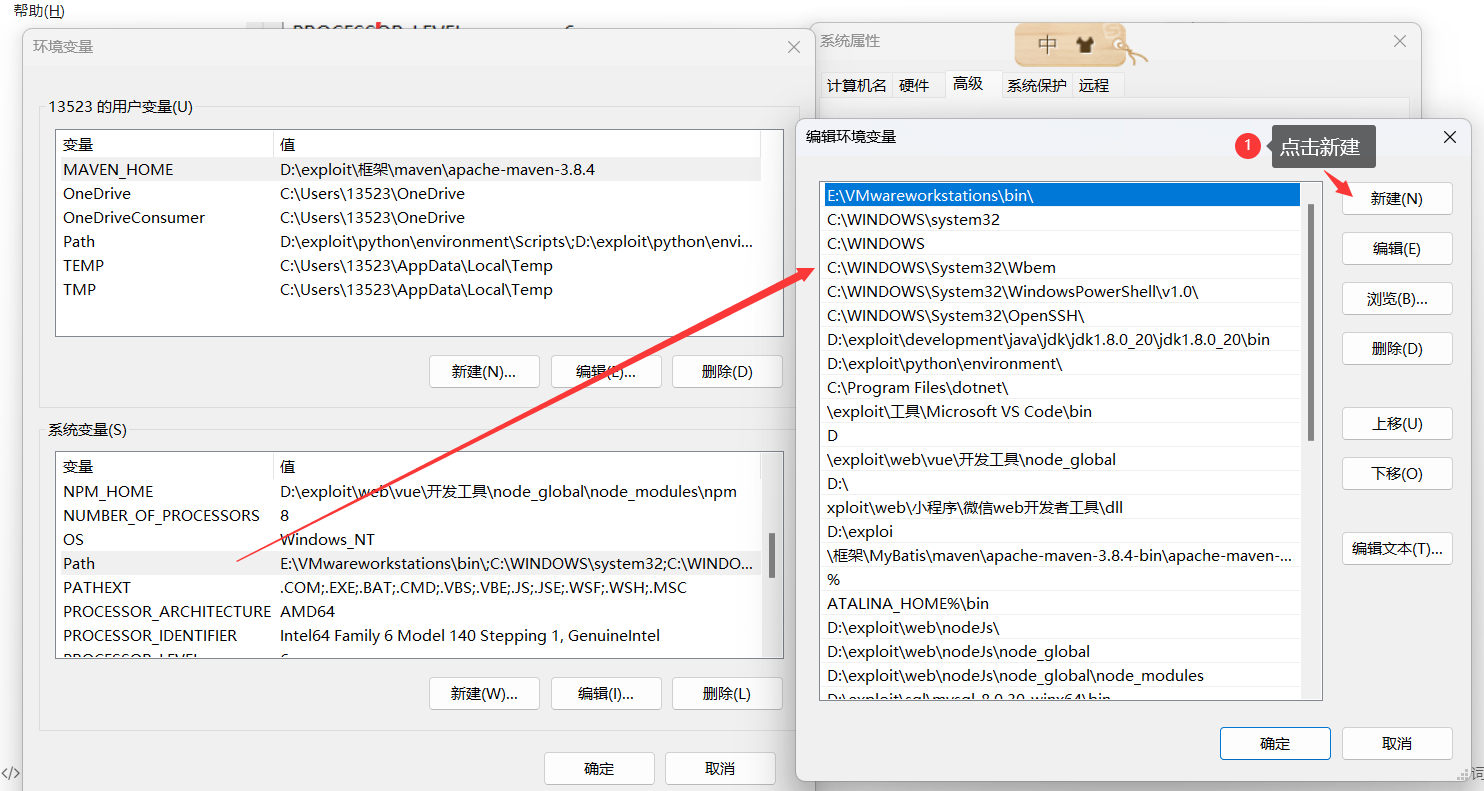 帮助(H)
环境变量
13523 的用户变量(U)
变量 值
MAVEN_HOME D:\exploit\框架\maven\apache-maven-3.8.4
OneDrive C:\Users\13523\OneDrive
OneDriveConsumer C:\Users\13523\OneDrive
Path D:\exploit\python\environment\Scripts\;D:\exploit\python\envi...
TEMP C:\Users\13523\AppData\Local\Temp
TMP C:\Users\13523\AppData\Local\Temp
新建(N)... 编辑(E)... 删除(D)
系统变量(S)
变量 值
NPM_HOME D:\exploit\web\vue\开发工具\node_global\node_modules\npm
NUMBER_OF_PROCESSORS 8
OS Windows_NT
Path E:\VMwareworkstations\bin\;C:\WINDOWS\system32;C:\WINDO...
PATHEXT .COM;.EXE;.BAT;.CMD;.VBS;.VBE;.JS;.JSE;.WSF;.WSH;.MSC
PROCESSOR_ARCHITECTURE AMD64
PROCESSOR_IDENTIFIER Intel64 Family 6 Model 140 Stepping 1, GenuineIntel
PROCESSOR_LEVEL 6
新建(W)... 编辑(I)... 删除(L)
确定 取消
系统属性
中
计算机名 硬件 高级 系统保护 远程
编辑环境变量
1 点击新建
E:\VMwareworkstations\bin\
C:\WINDOWS\system32
C:\WINDOWS
C:\WINDOWS\System32\Wbem
C:\WINDOWS\System32\WindowsPowerShell\v1.0\
C:\WINDOWS\System32\OpenSSH\
D:\exploit\development\java\jdk\jdk1.8.0_20\jdk1.8.0_20\bin
D:\exploit\python\environment\
C:\Program Files\dotnet\
\exploit\工具\Microsoft VS Code\bin
D
\exploit\web\vue\开发工具\node_global
D:\
xploit\web\小程序\微信web开发者工具\dll
D:\exploi
\框架\MyBatis\maven\apache-maven-3.8.4-bin\apache-maven-...
%
ATALINA_HOME%\bin
D:\exploit\web\nodeJs\
D:\exploit\web\nodeJs\node_global
D:\exploit\web\nodeJs\node_global\node_modules
D:\exploit\sql\mysql-8.0.30-winx64\bin
新建(N)
编辑(E)
浏览(B)...
删除(D)
上移(U)
下移(O)
编辑文本(T)...
确定 取消